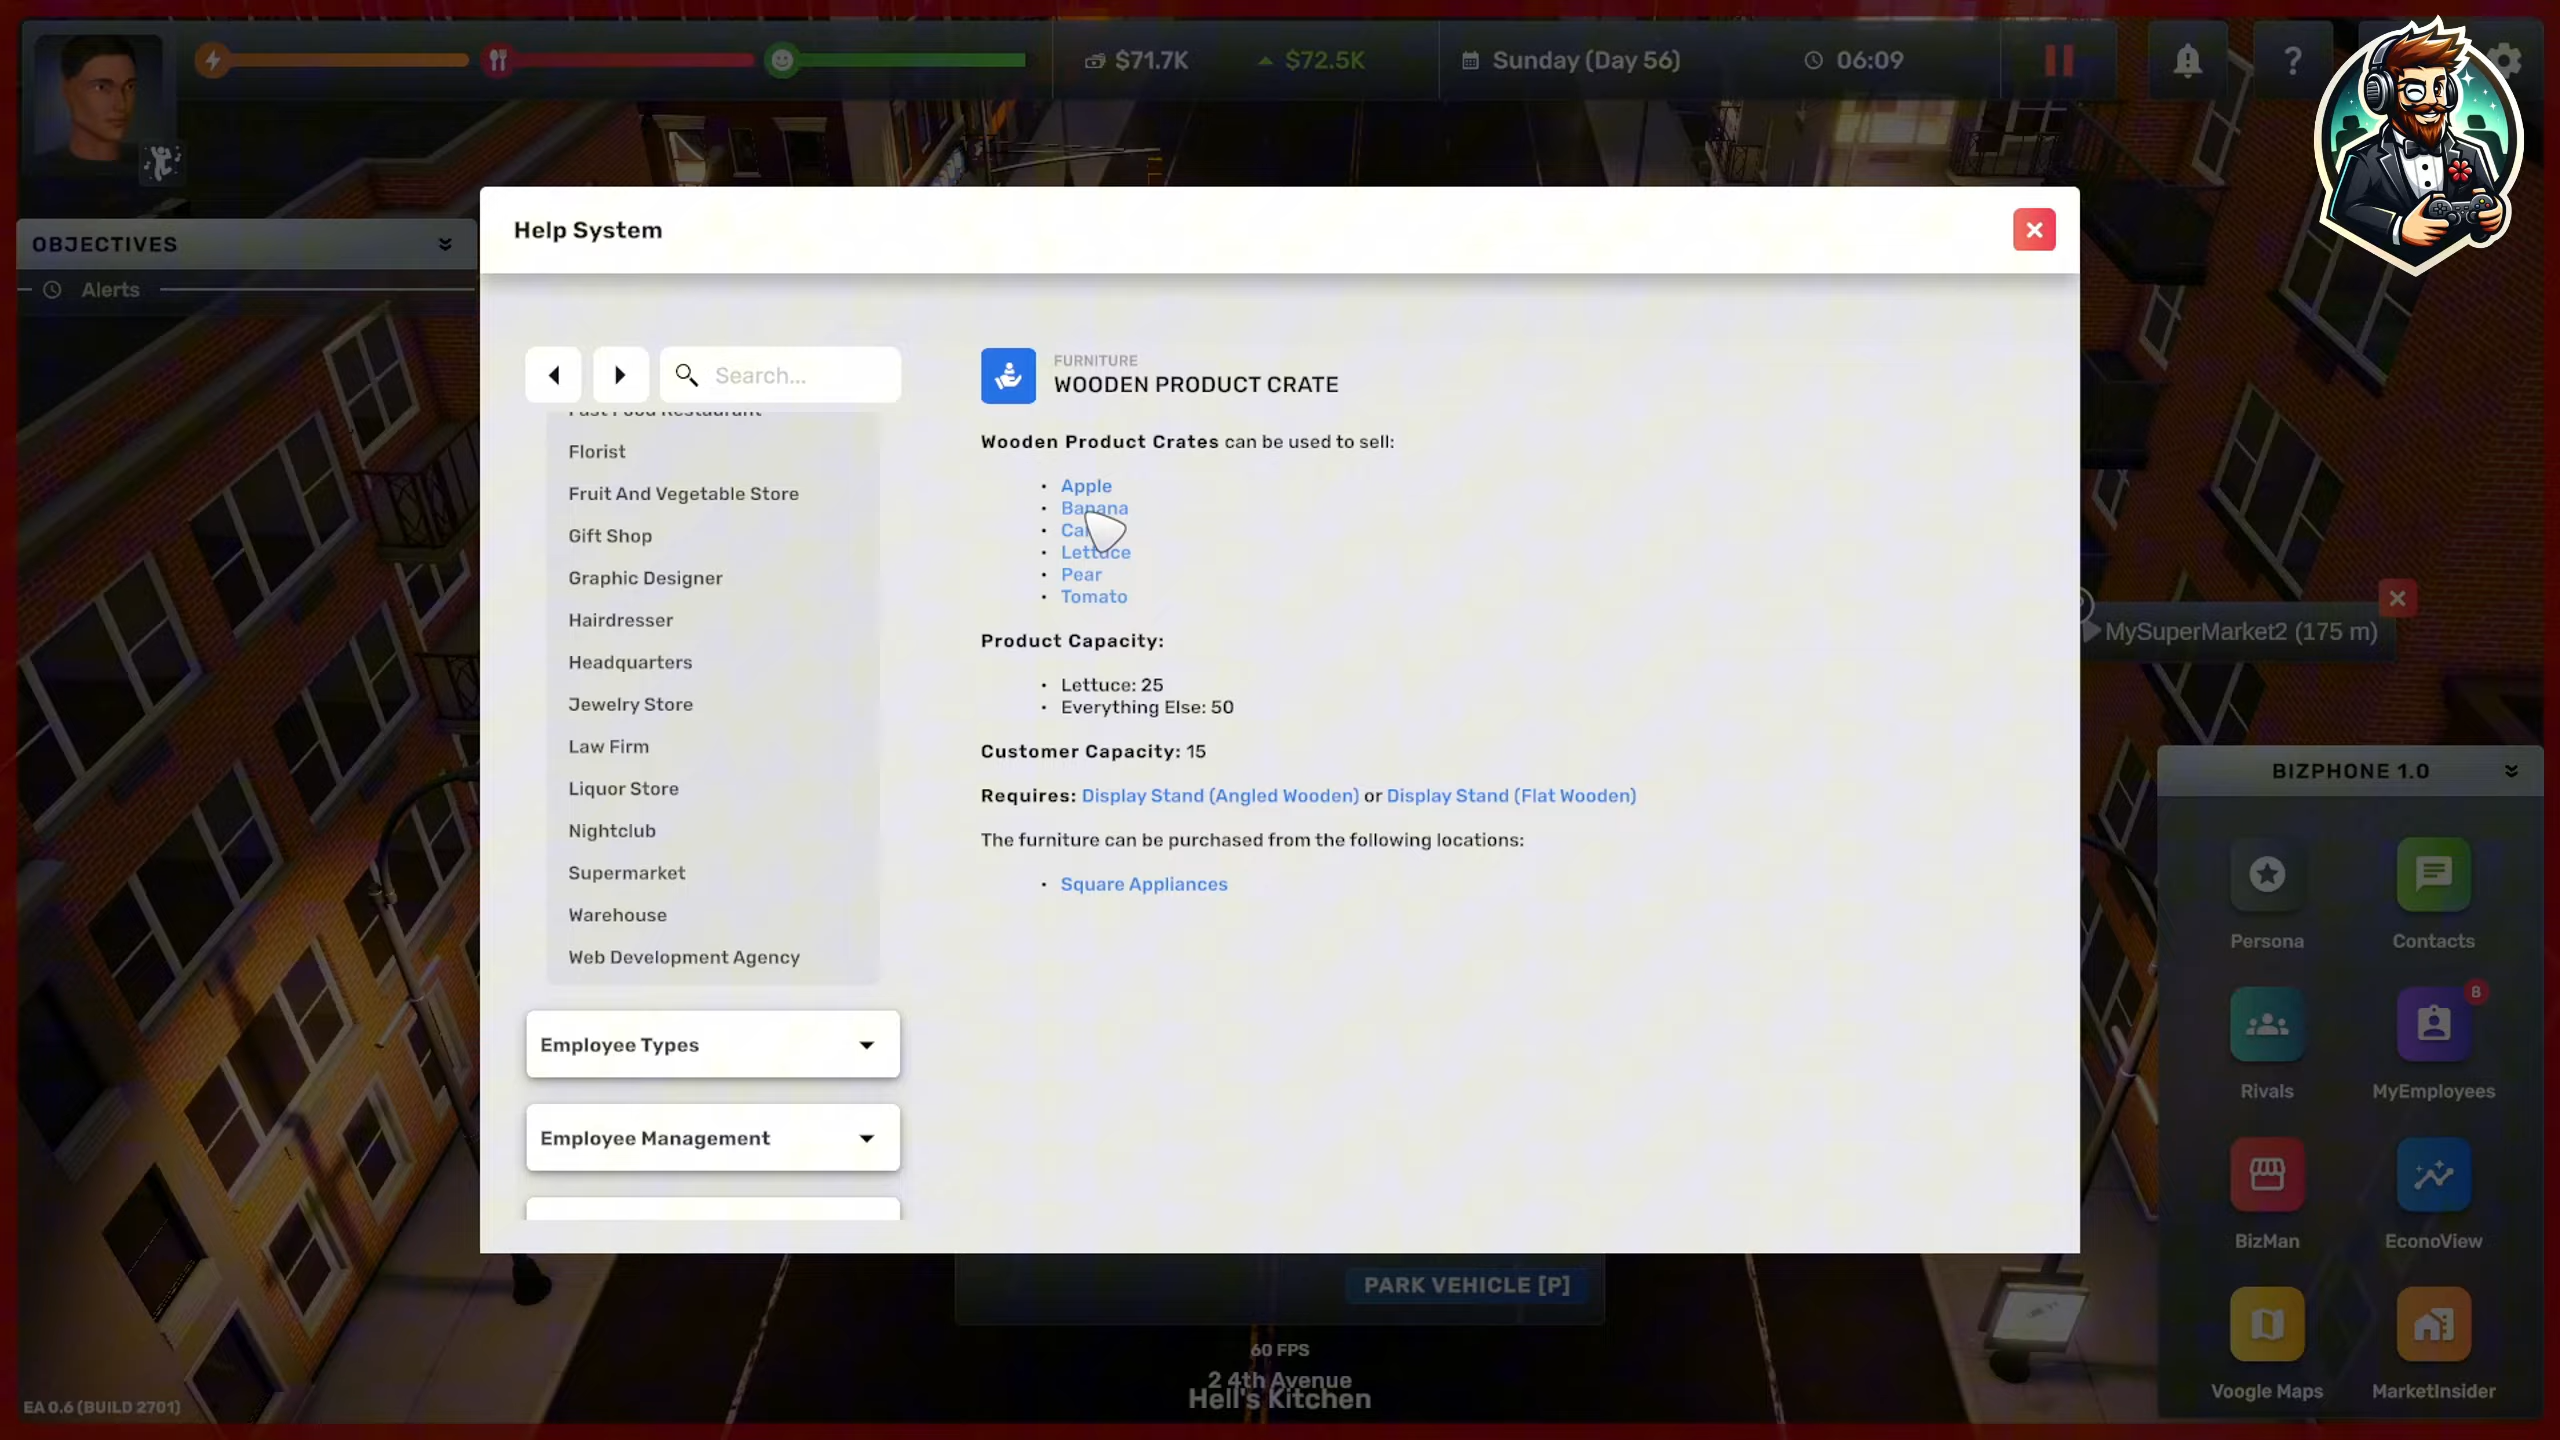 $71.7K
$72.5K
Sunday (Day 56)
06:09
?
OBJECTIVES
Alerts
Help System
Search...
Florist
Fruit And Vegetable Store
Gift Shop
Graphic Designer
Hairdresser
Headquarters
Jewelry Store
Law Firm
Liquor Store
Nightclub
Supermarket
Warehouse
Web Development Agency
Employee Types
Employee Management
FURNITURE
WOODEN PRODUCT CRATE
Wooden Product Crates can be used to sell:
• Apple
• Banana
•
• Lettuce
• Pear
• Tomato
Product Capacity:
• Lettuce: 25
• Everything Else: 50
Customer Capacity: 15
Requires: Display Stand (Angled Wooden) or Display Stand (Flat Wooden)
The furniture can be purchased from the following locations:
• Square Appliances
MySuperMarket2 (175 m)
BIZPHONE 1.0
Persona
Contacts
8
Rivals
MyEmployees
BizMan
EconoView
Voogle Maps
MarketInsider
PARK VEHICLE [P]
60 FPS
2 4th Avenue
Hell's Kitchen
EA 0.6 (BUILD 2701)